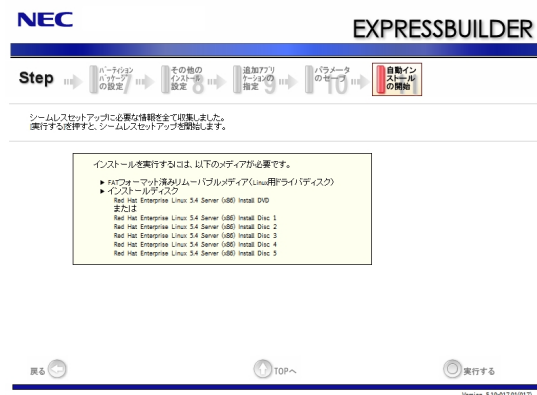 NEC
EXPRESSBUILDER
Step
パーティション
パッケージ
の設定
7
その他の
インストール
設定
8
追加アプリ
ケーションの
指定
9
パラメータ
のセーブ
10
自動イン
ストール
の開始
11
シームレスセットアップに必要な情報を全て収集しました。
[実行する]を押すと、シームレスセットアップを開始します。
インストールを実行するには、以下のメディアが必要です。
▶ FATフォーマット済みリムーバブルメディア(Linux用ドライバディスク)
▶ インストールディスク
Red Hat Enterprise Linux 5.4 Server (x86) Install DVD
または
Red Hat Enterprise Linux 5.4 Server (x86) Install Disc 1
Red Hat Enterprise Linux 5.4 Server (x86) Install Disc 2
Red Hat Enterprise Linux 5.4 Server (x86) Install Disc 3
Red Hat Enterprise Linux 5.4 Server (x86) Install Disc 4
Red Hat Enterprise Linux 5.4 Server (x86) Install Disc 5
戻る
TOPへ
実行する